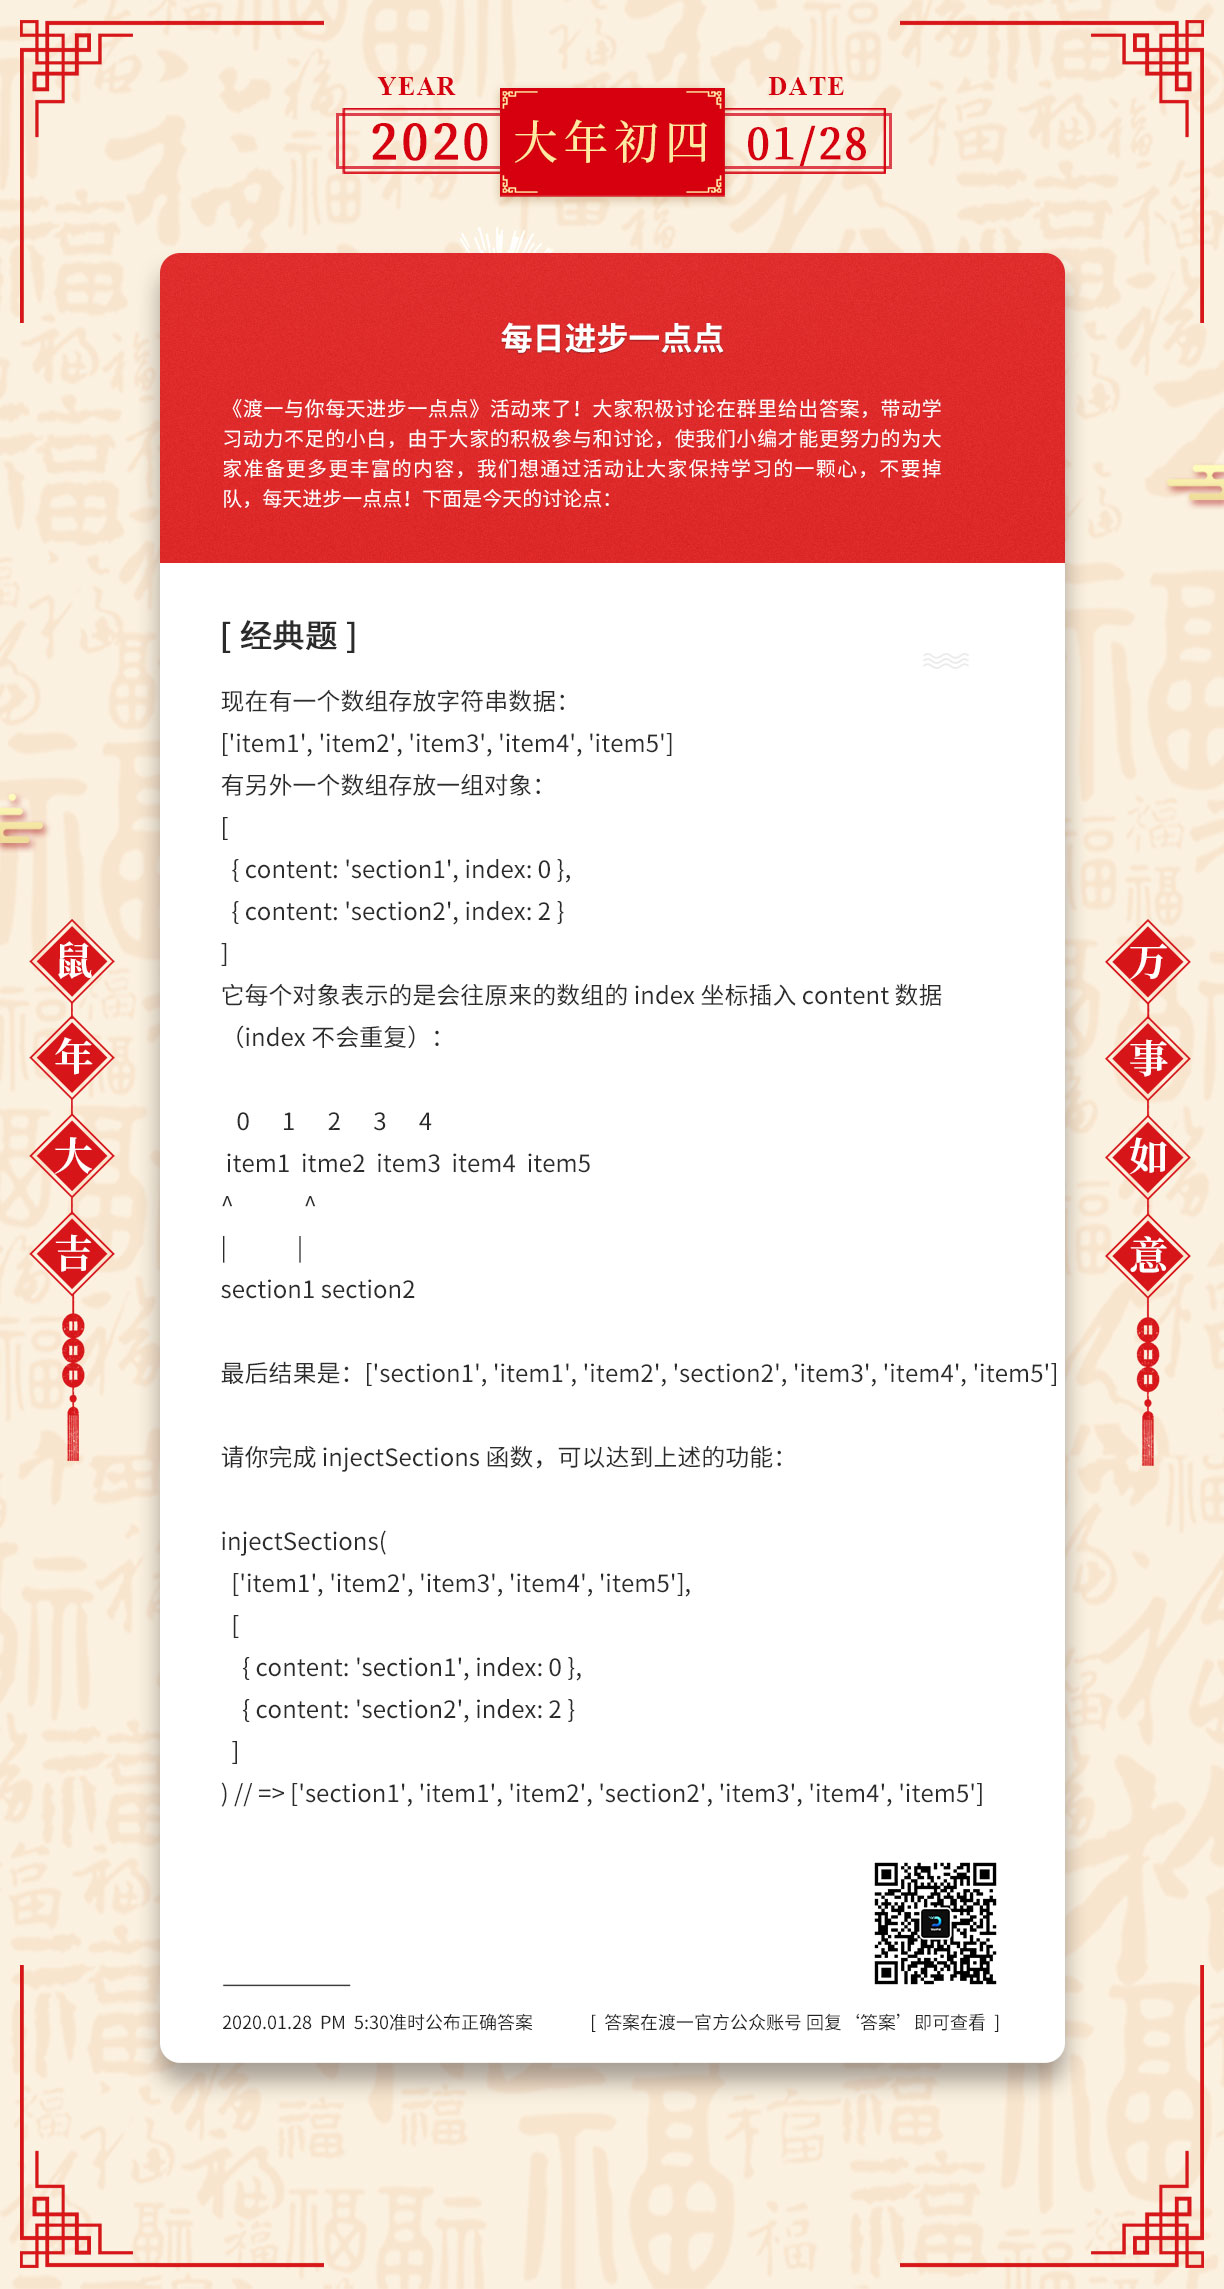 YEAR
DATE
2020
大年初四
01/28
每日进步一点点
《渡一与你每天进步一点点》活动来了！大家积极讨论在群里给出答案，带动学
习动力不足的小白，由于大家的积极参与和讨论，使我们小编才能更努力的为大
家准备更多更丰富的内容，我们想通过活动让大家保持学习的一颗心，不要掉
队，每天进步一点点！下面是今天的讨论点：
[ 经典题 ]
现在有一个数组存放字符串数据：
['item1', 'item2', 'item3', 'item4', 'item5']
有另外一个数组存放一组对象：
[
{ content: 'section1', index: 0 },
{ content: 'section2', index: 2 }
]
它每个对象表示的是会往原来的数组的 index 坐标插入 content 数据
（index 不会重复）：
0 1 2 3 4
item1 itme2 item3 item4 item5
^ ^
| |
section1 section2
最后结果是：['section1', 'item1', 'item2', 'section2', 'item3', 'item4', 'item5']
请你完成 injectSections 函数，可以达到上述的功能：
injectSections(
['item1', 'item2', 'item3', 'item4', 'item5'],
[
{ content: 'section1', index: 0 },
{ content: 'section2', index: 2 }
]
) // => ['section1', 'item1', 'item2', 'section2', 'item3', 'item4', 'item5']
2020.01.28 PM 5:30准时公布正确答案
[ 答案在渡一官方公众账号 回复‘答案’即可查看 ]
鼠年大吉
万事如意